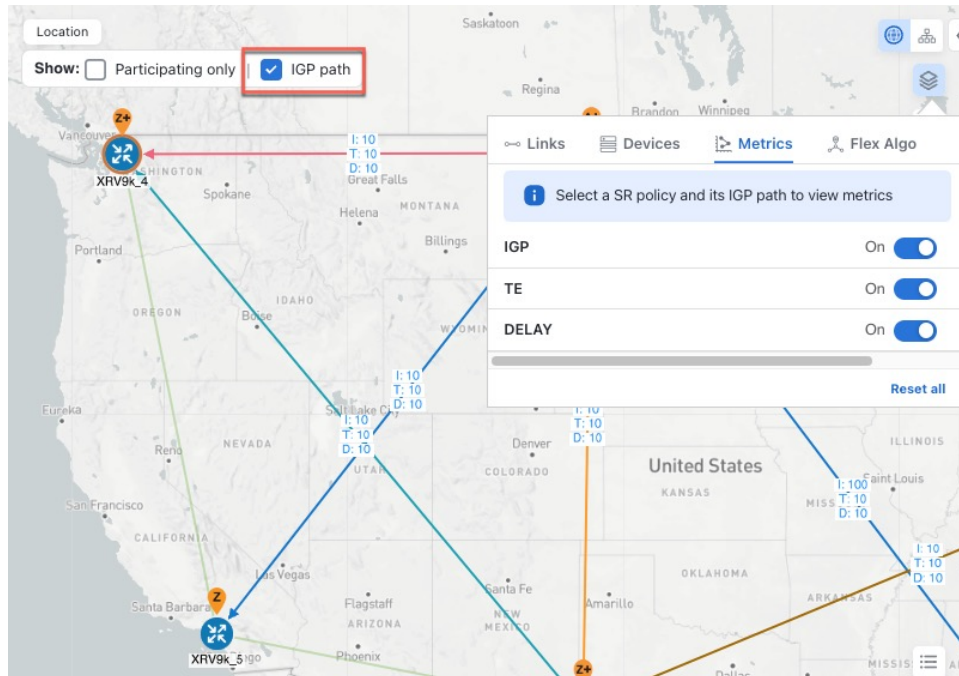 Location
Saskatoon
Show: Participating only | IGP path
Regina
Brandon Winnipeg
Z+
Vancouver
I: 10
T: 10
D: 10
XRV9k_4
Spokane
Great Falls
Helena
MONTANA
Billings
Portland
OREGON
IDAHO
Boise
Links
Devices
Metrics
Flex Algo
Select a SR policy and its IGP path to view metrics
IGP On
TE On
DELAY On
Reset all
I: 10
T: 10
D: 10
Eureka
Salt Lake City
I: 10
T: 10
D: 10
I: 10
T: 10
D: 10
Reno
NEVADA
UTAH
Denver
COLORADO
United States
KANSAS
ILLINOIS
Saint Louis
I: 100
T: 10
D: 10
San Francisco
CALIFORNIA
I: 10
T: 10
D: 10
Las Vegas
OKLAHOMA
ARKANSAS
Z
Santa Barbara
Flagstaff
ARIZONA
Santa Fe
NEW
MEXICO
Amarillo
XRV9k_5
Phoenix
Z+
Dallas